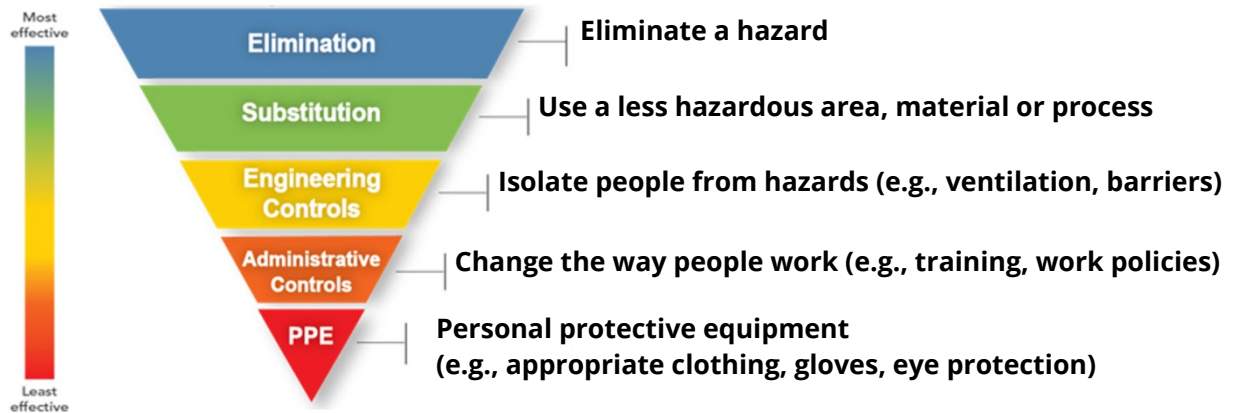 Most
effective
Elimination
Eliminate a hazard
Substitution
Use a less hazardous area, material or process
Engineering
Controls
Isolate people from hazards (e.g., ventilation, barriers)
Administrative
Controls
Change the way people work (e.g., training, work policies)
PPE
Personal protective equipment
(e.g., appropriate clothing, gloves, eye protection)
Least
effective